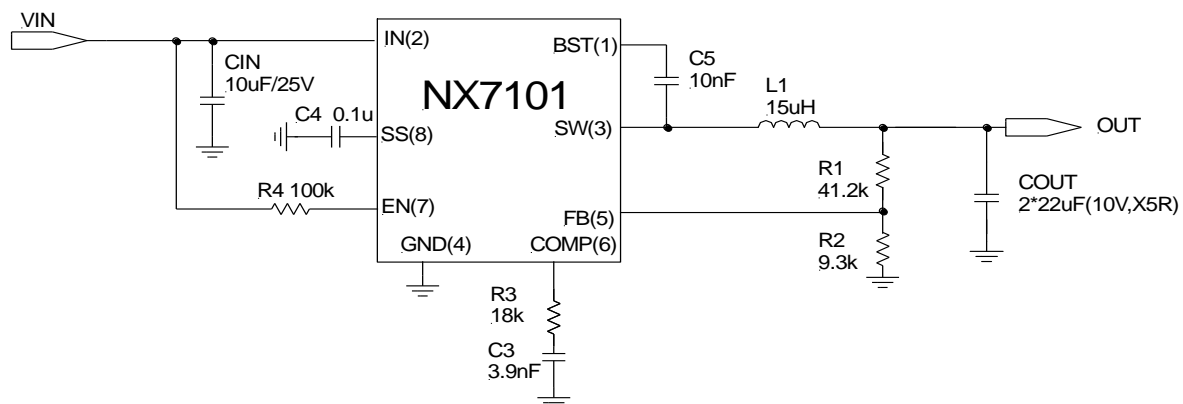 VIN
IN(2)
BST(1)
CIN
10uF/25V
C5
10nF
NX7101
L1
15uH
C4 0.1u
SS(8)
SW(3)
OUT
R1
41.2k
COUT
2*22uF(10V,X5R)
R4 100k
EN(7)
FB(5)
GND(4)
COMP(6)
R2
9.3k
R3
18k
C3
3.9nF